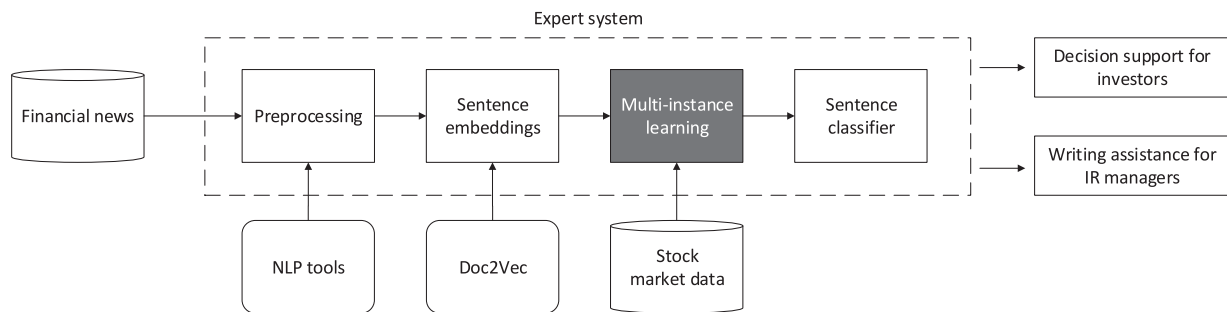 Expert system
Financial news
Preprocessing
Sentence
embeddings
Multi-instance
learning
Sentence
classifier
Decision support for
investors
Writing assistance for
IR managers
NLP tools
Doc2Vec
Stock
market data